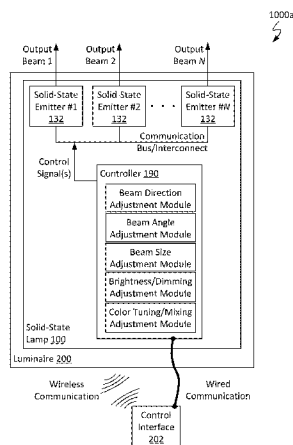 1000a
Output Beam 1
Output Beam 2
Output Beam N
Solid-State Emitter #1 132
Solid-State Emitter #2 132
. . .
Solid-State Emitter #N 132
Communication Bus/Interconnect
Control Signal(s)
Controller 190
Beam Direction Adjustment Module
Beam Angle Adjustment Module
Beam Size Adjustment Module
Brightness/Dimming Adjustment Module
Color Tuning/Mixing Adjustment Module
Solid-State Lamp 100
Luminaire 200
Wireless Communication
Wired Communication
Control Interface 202